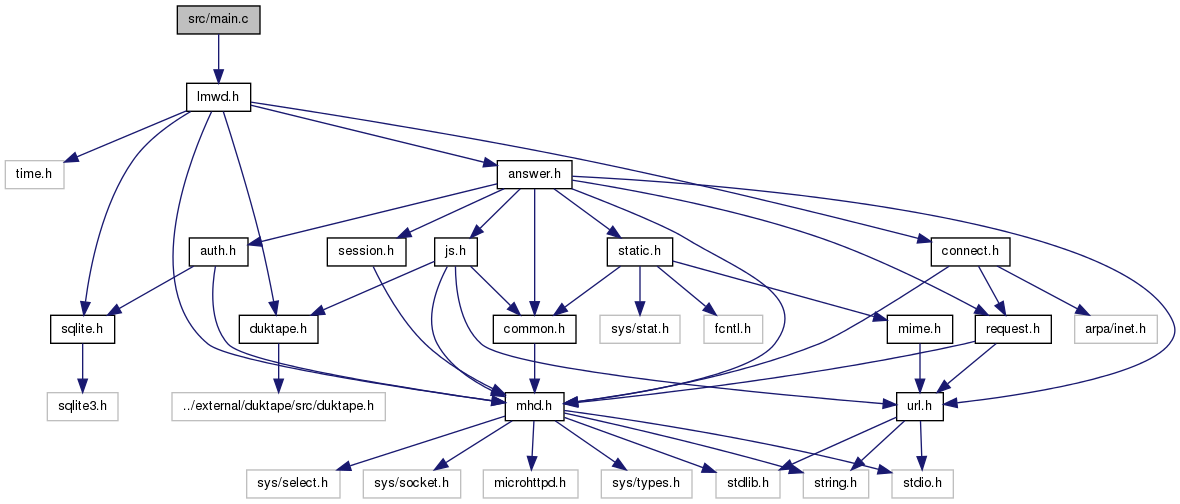 src/main.c
lmwd.h
time.h
answer.h
auth.h
session.h
js.h
static.h
connect.h
sqlite.h
duktape.h
common.h
sys/stat.h
fcntl.h
mime.h
request.h
arpa/inet.h
sqlite3.h
../external/duktape/src/duktape.h
mhd.h
url.h
sys/select.h
sys/socket.h
microhttpd.h
sys/types.h
stdlib.h
string.h
stdio.h